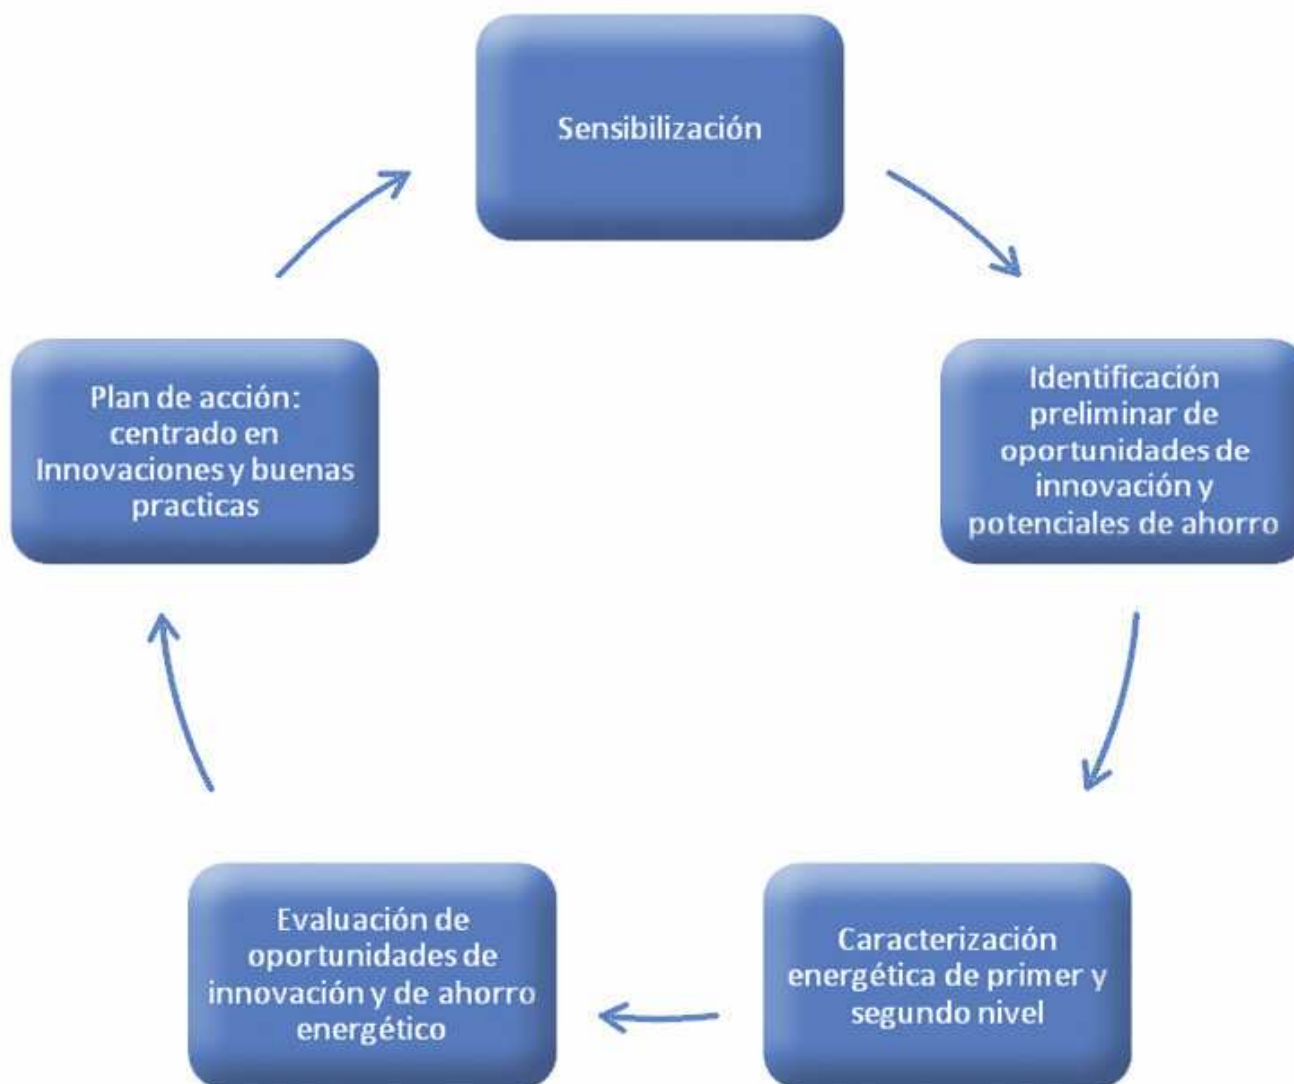 Sensibilización
Identificación
preliminar de
oportunidades de
innovación y
potenciales de ahorro
Caracterización
energética de primer y
segundo nivel
Evaluación de
oportunidades de
innovación y de ahorro
energético
Plan de acción:
centrado en
Innovaciones y buenas
practicas